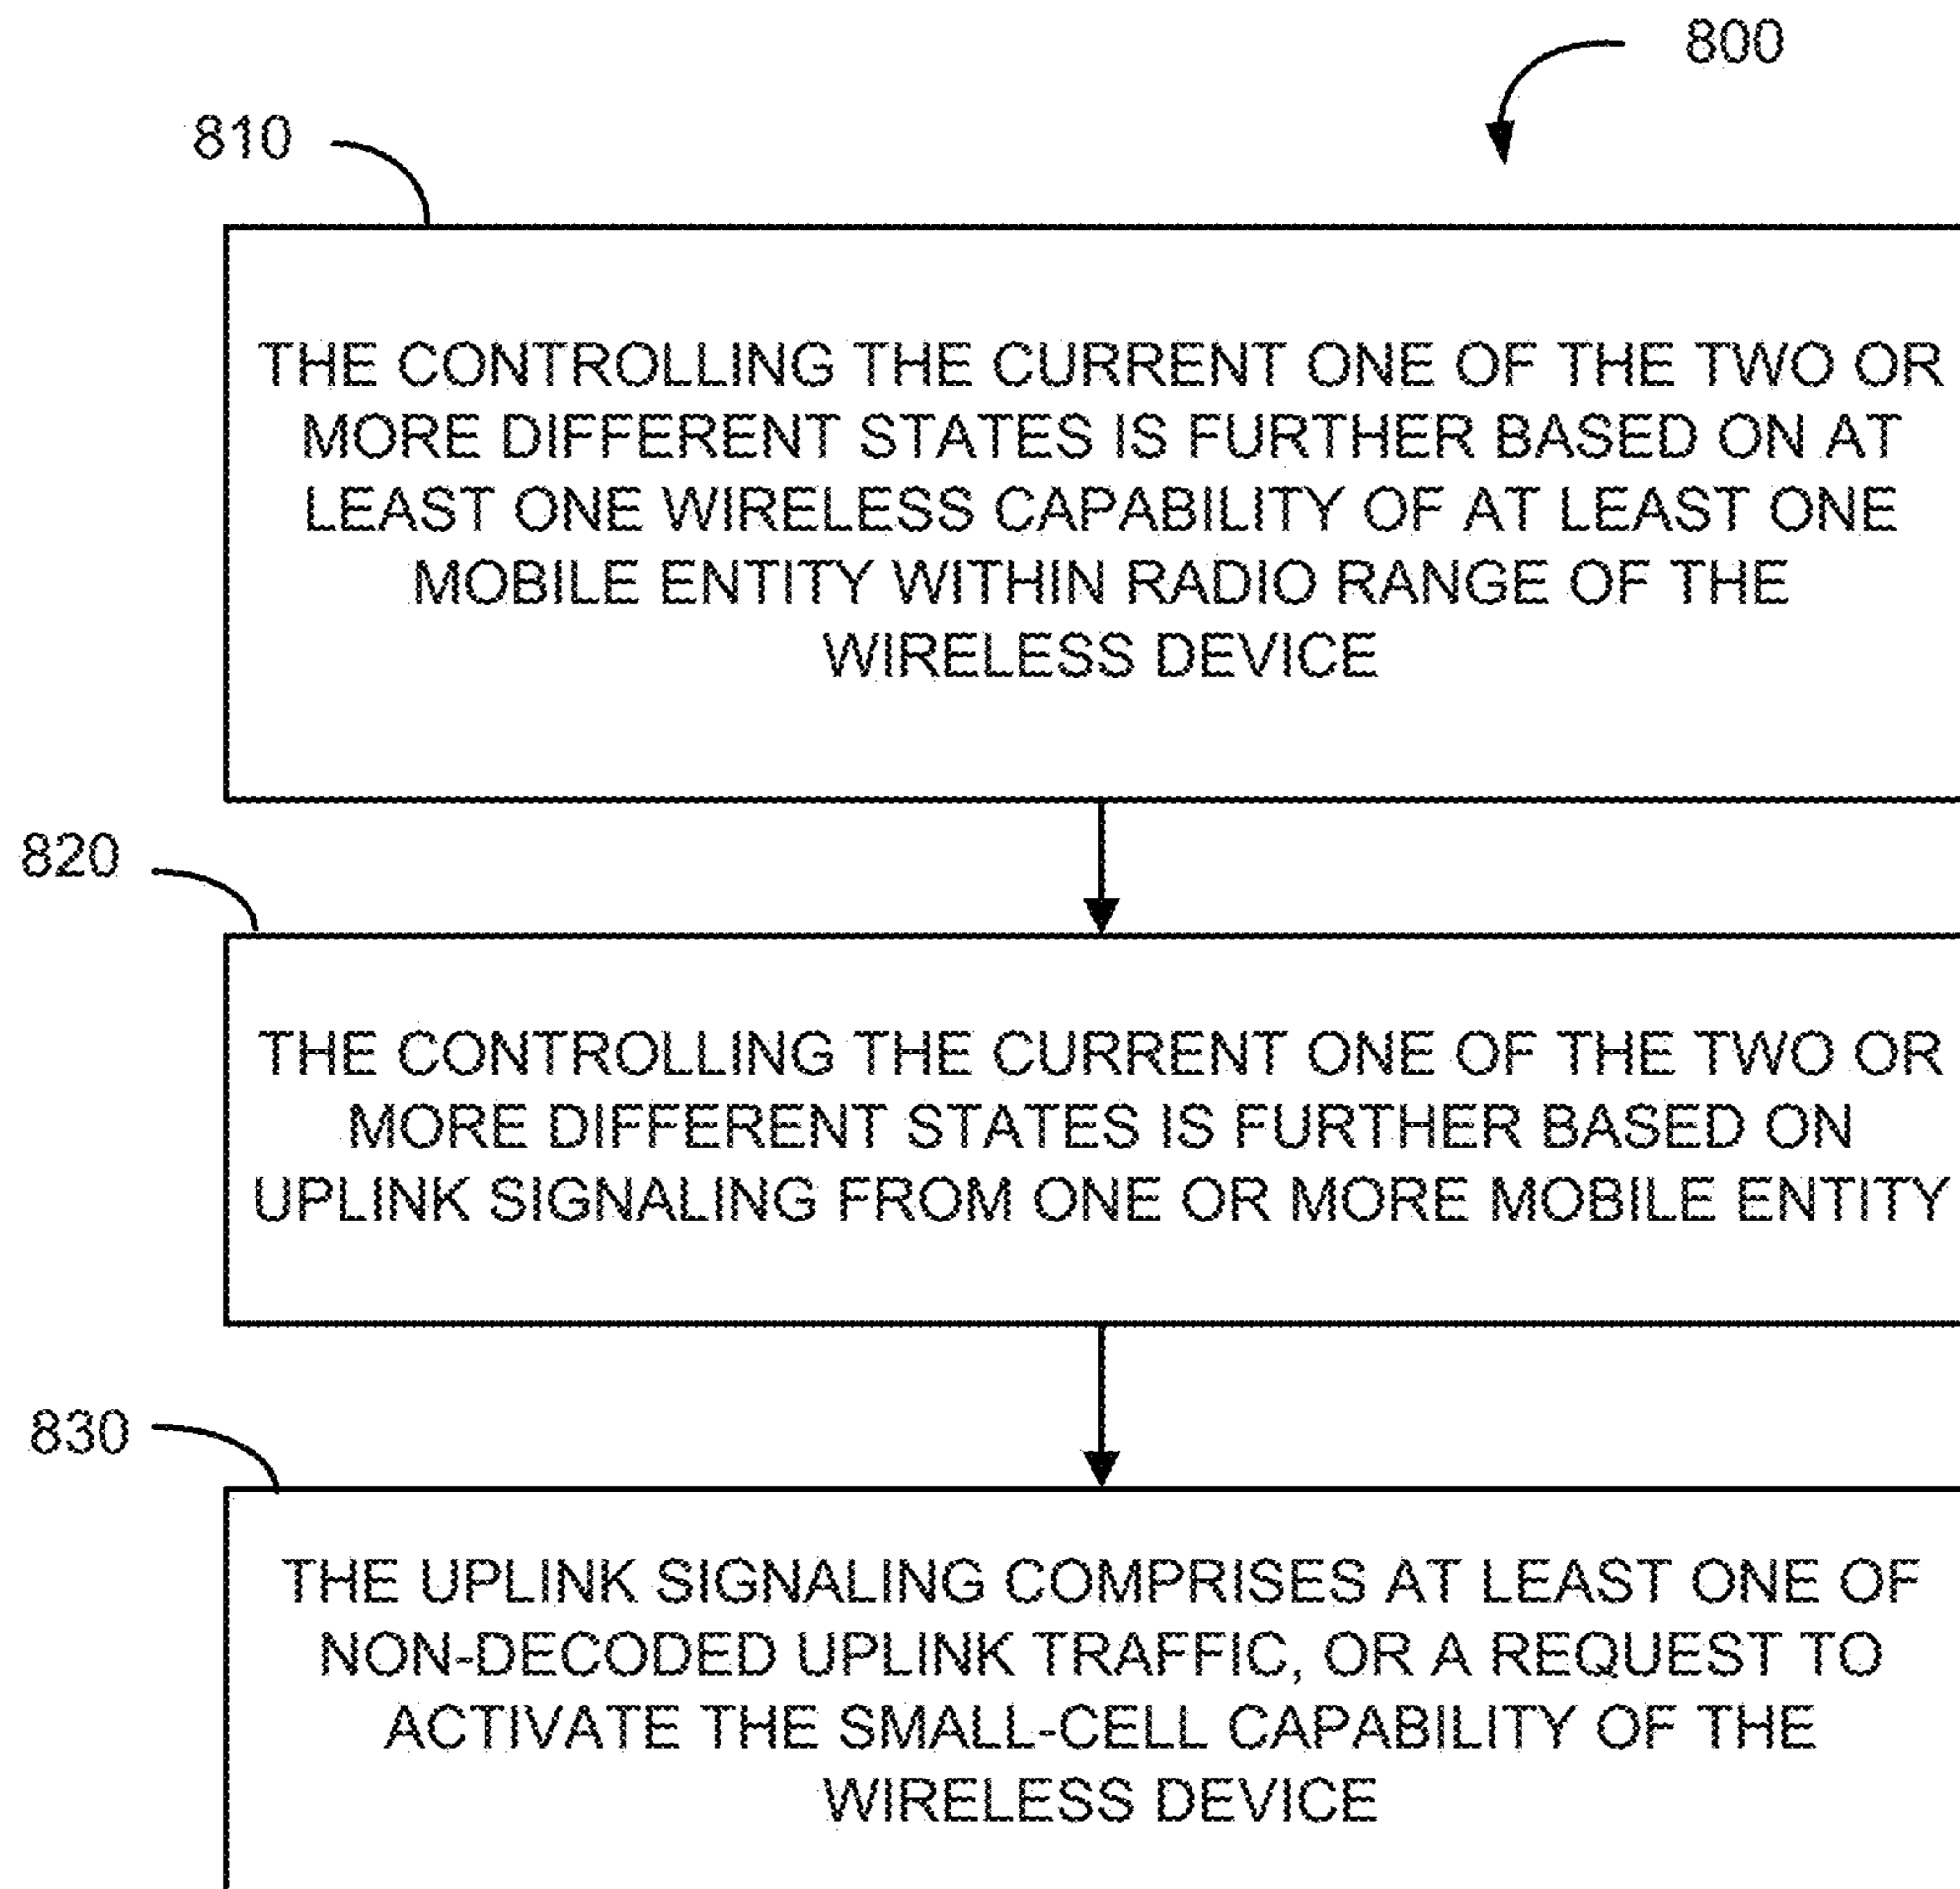 800
810
THE CONTROLLING THE CURRENT ONE OF THE TWO OR
MORE DIFFERENT STATES IS FURTHER BASED ON AT
LEAST ONE WIRELESS CAPABILITY OF AT LEAST ONE
MOBILE ENTITY WITHIN RADIO RANGE OF THE
WIRELESS DEVICE
820
THE CONTROLLING THE CURRENT ONE OF THE TWO OR
MORE DIFFERENT STATES IS FURTHER BASED ON
UPLINK SIGNALING FROM ONE OR MORE MOBILE ENTITY
830
THE UPLINK SIGNALING COMPRISES AT LEAST ONE OF
NON-DECODED UPLINK TRAFFIC, OR A REQUEST TO
ACTIVATE THE SMALL-CELL CAPABILITY OF THE
WIRELESS DEVICE